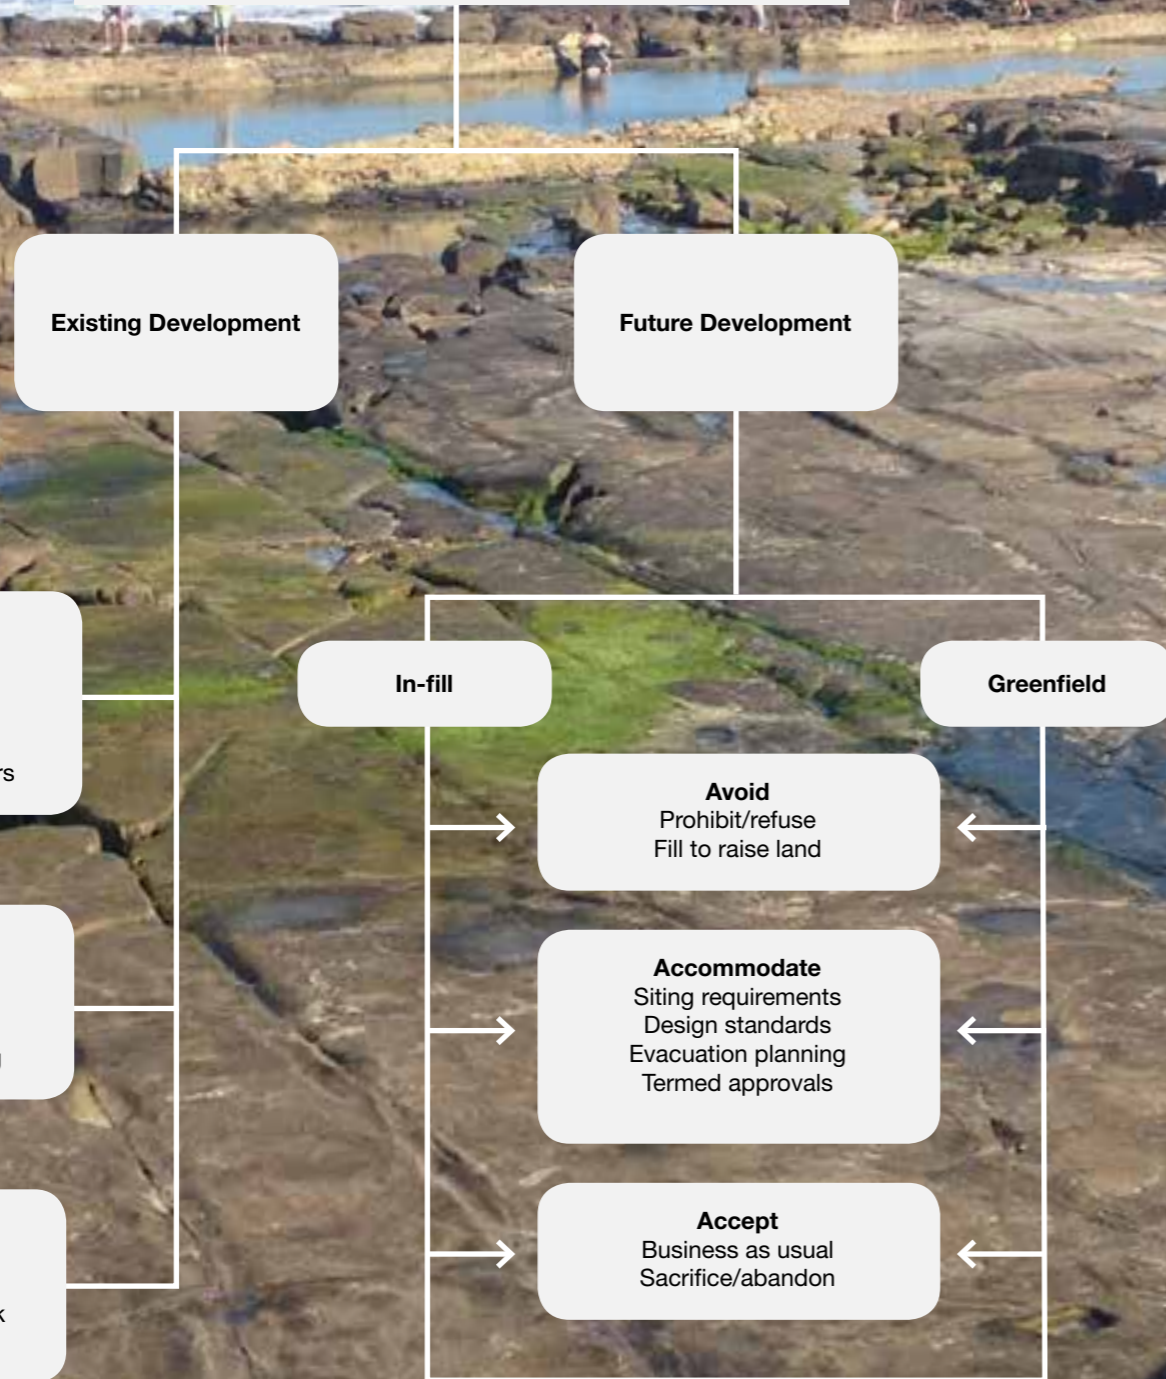 Existing Development
Future Development
In-fill
Greenfield
Avoid
Prohibit/refuse
Fill to raise land
Accommodate
Siting requirements
Design standards
Evacuation planning
Termed approvals
Accept
Business as usual
Sacrifice/abandon